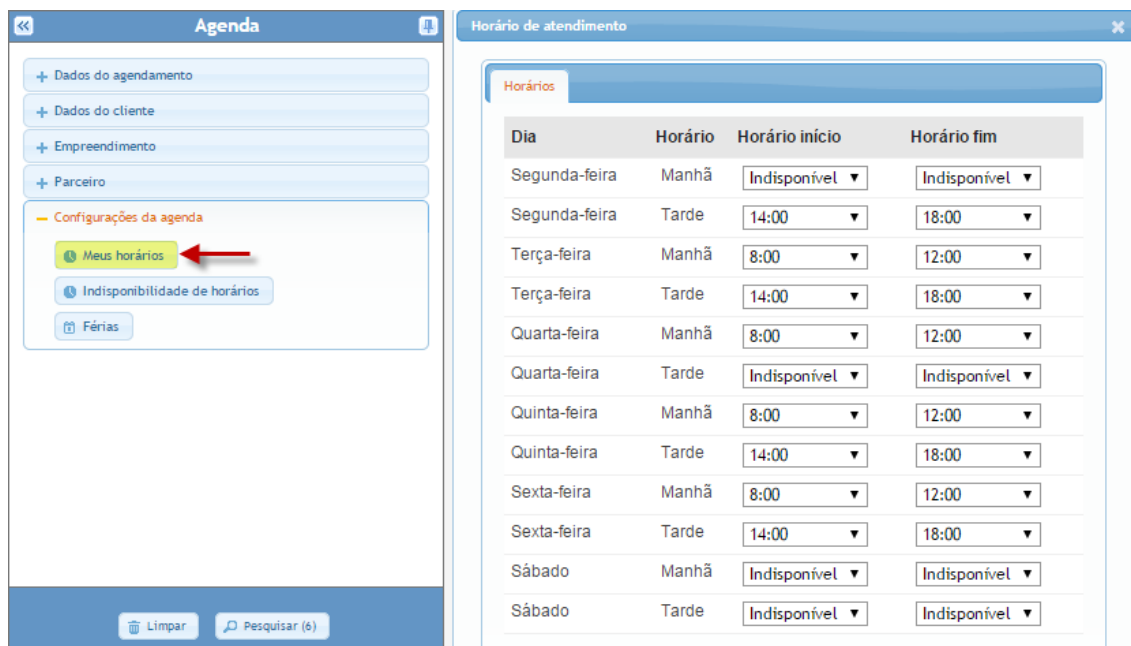 Agenda
Dados do agendamento
Dados do cliente
Empreendimento
Parceiro
Configurações da agenda
Meus horários
Indisponibilidade de horários
Férias
Limpar Pesquisar (6)
Horário de atendimento
Horários
Dia Horário Horário início Horário fim
Segunda-feira Manhã Indisponível Indisponível
Segunda-feira Tarde 14:00 18:00
Terça-feira Manhã 8:00 12:00
Terça-feira Tarde 14:00 18:00
Quarta-feira Manhã 8:00 12:00
Quarta-feira Tarde Indisponível Indisponível
Quinta-feira Manhã 8:00 12:00
Quinta-feira Tarde 14:00 18:00
Sexta-feira Manhã 8:00 12:00
Sexta-feira Tarde 14:00 18:00
Sábado Manhã Indisponível Indisponível
Sábado Tarde Indisponível Indisponível